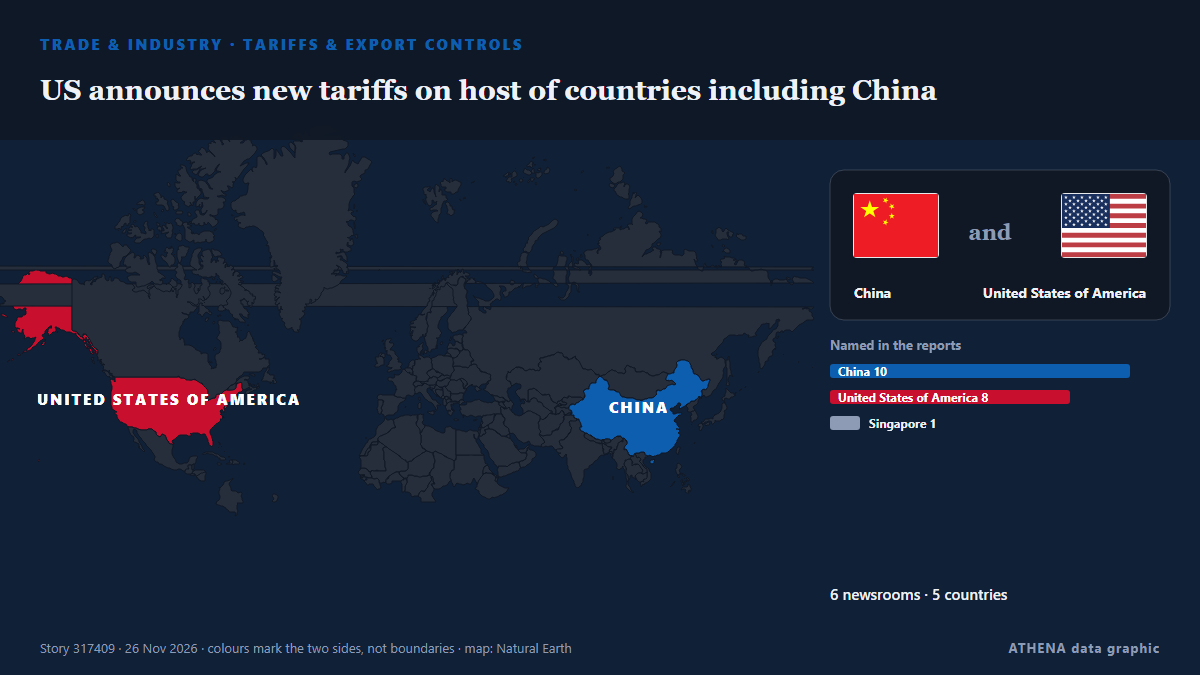 TRADE & INDUSTRY · TARIFFS & EXPORT CONTROLS
US announces new tariffs on host of countries including China
UNITED STATES OF AMERICA
CHINA
and
China
United States of America
Named in the reports
China 10
United States of America 8
Singapore 1
6 newsrooms · 5 countries
Story 317409 · 26 Nov 2026 · colours mark the two sides, not boundaries · map: Natural Earth
ATHENA data graphic